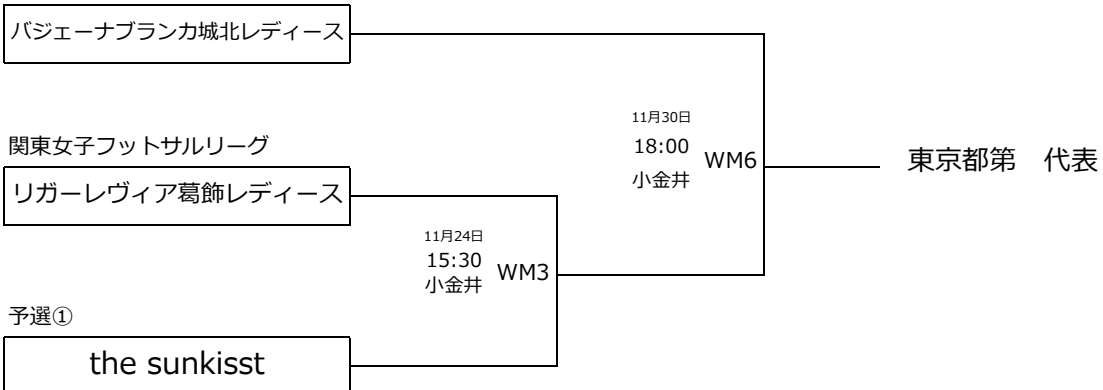 バジェーナブランカ城北レディース
11月30日
関東女子フットサルリーグ
18:00
WM6
東京都第　代表
小金井
リガーレヴィア葛飾レディース
11月24日
15:30
WM3
小金井
予選①
the sunkisst